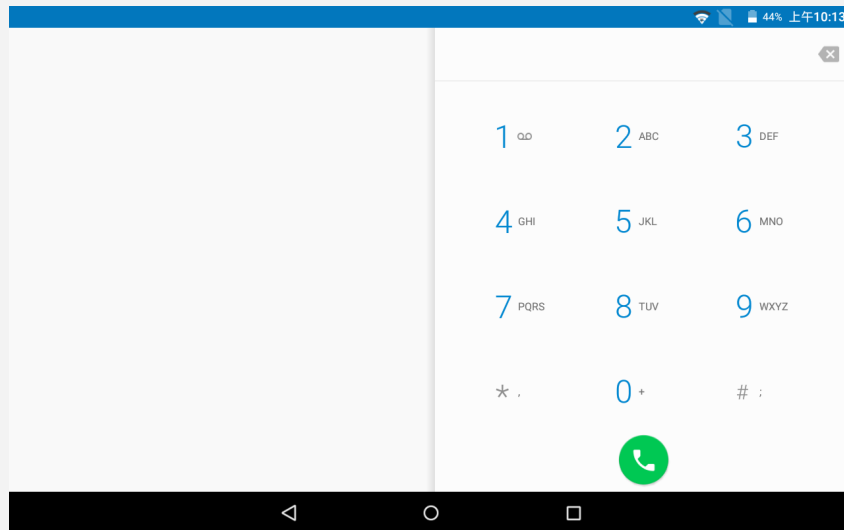 44% 上午10:13
1
2 ABC
3 DEF
4 GHI
5 JKL
6 MNO
7 PQRS
8 TUV
9 WXYZ
* ,
0 +
# ;